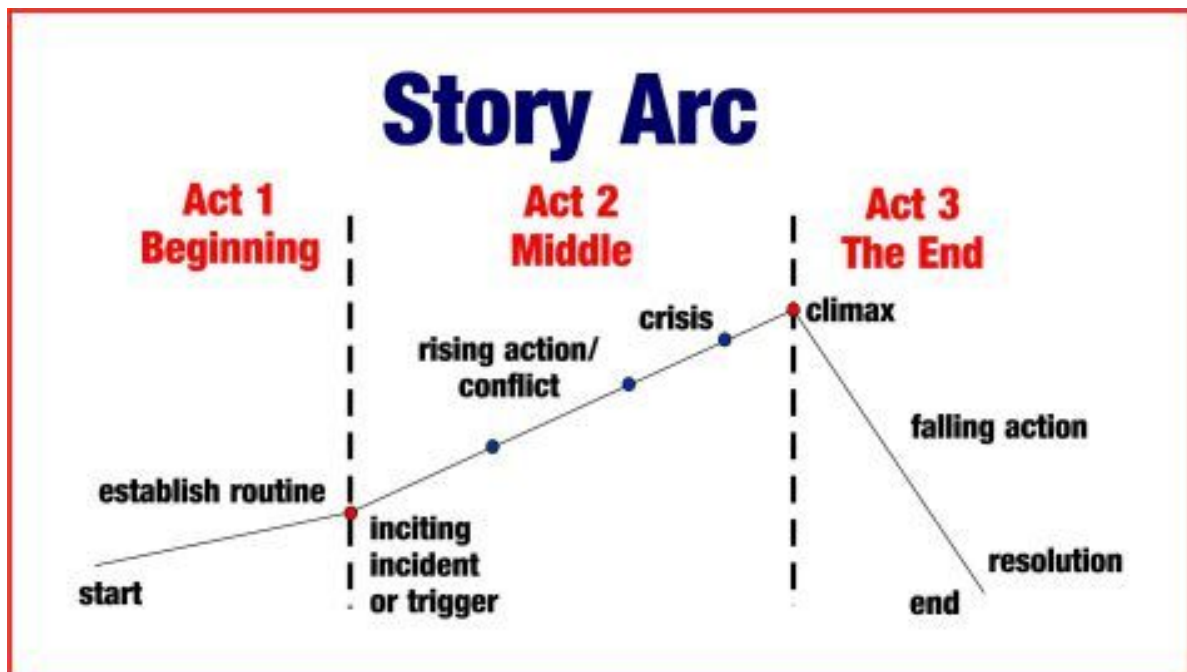 Story Arc
Act 1
Beginning
Act 2
Middle
Act 3
The End
establish routine
start
inciting
incident
or trigger
rising action/
conflict
crisis
climax
falling action
resolution
end